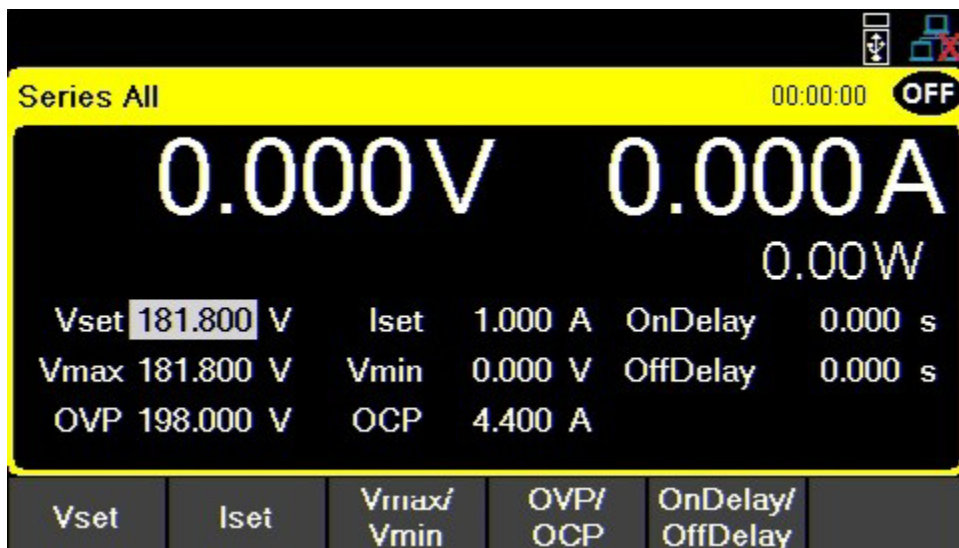 Series All 00:00:00 OFF
0.000V 0.000A
0.00W
Vset 181.800 V Iset 1.000 A OnDelay 0.000 s
Vmax 181.800 V Vmin 0.000 V OffDelay 0.000 s
OVP 198.000 V OCP 4.400 A
Vset Iset Vmax/ OVP/ OnDelay/
Vmin OCP OffDelay